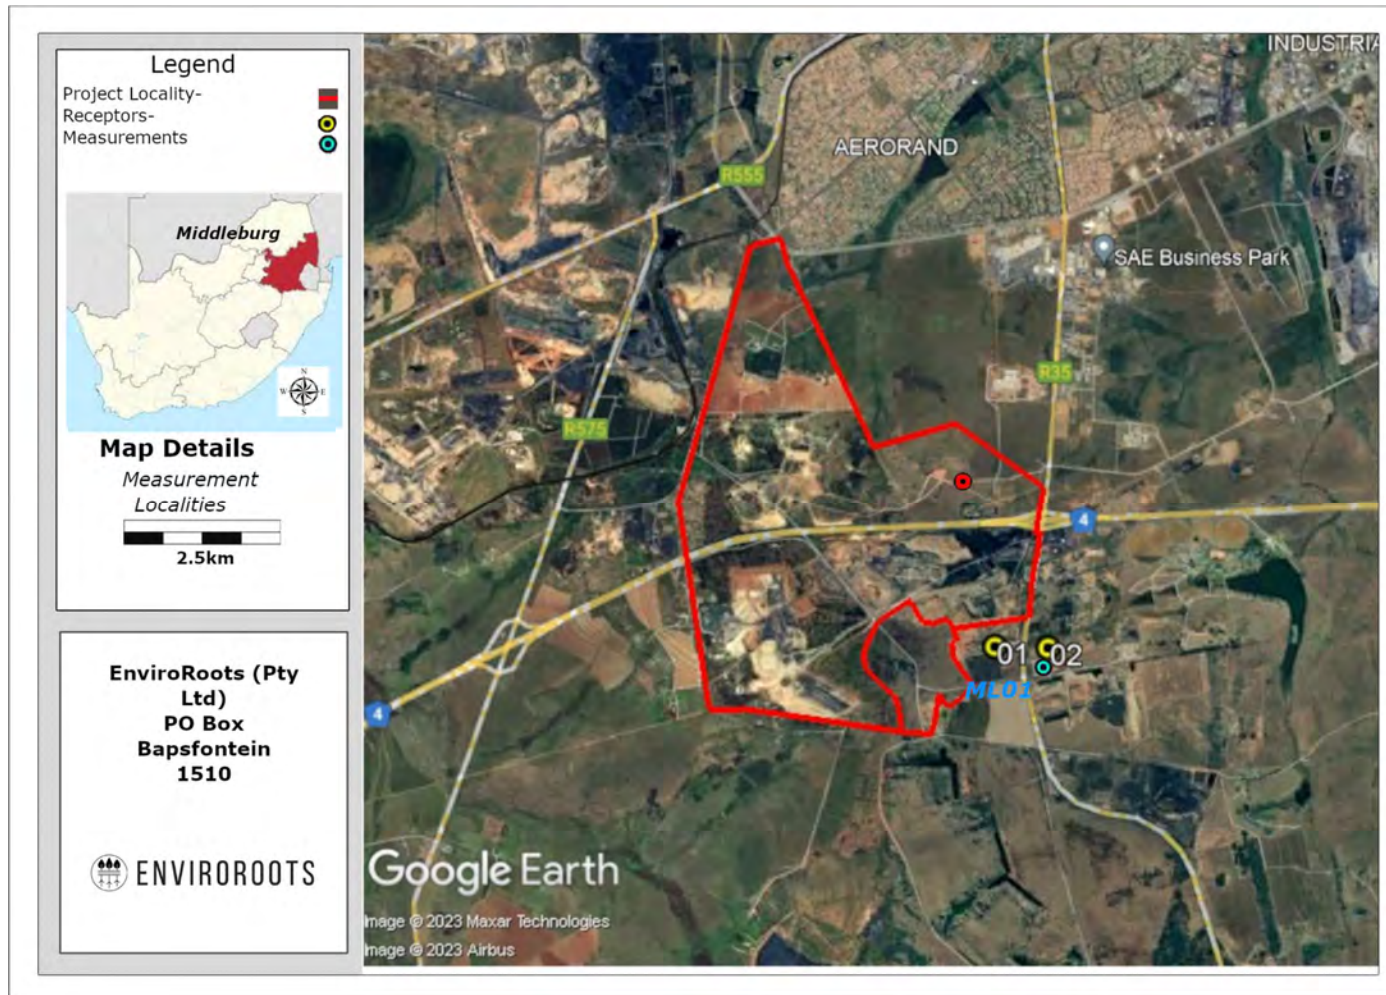 Legend
Project Locality-
Receptors-
Measurements
Middleburg
N
W E
S
Map Details
Measurement
Localities
2.5km
EnviroRoots (Pty
Ltd)
PO Box
Bapsfontein
1510
ENVIROROOTS
INDUSTRIA
AERORAND
R555
SAE Business Park
R35
R575
4
01
02
ML01
4
Google Earth
Image © 2023 Maxar Technologies
Image © 2023 Airbus